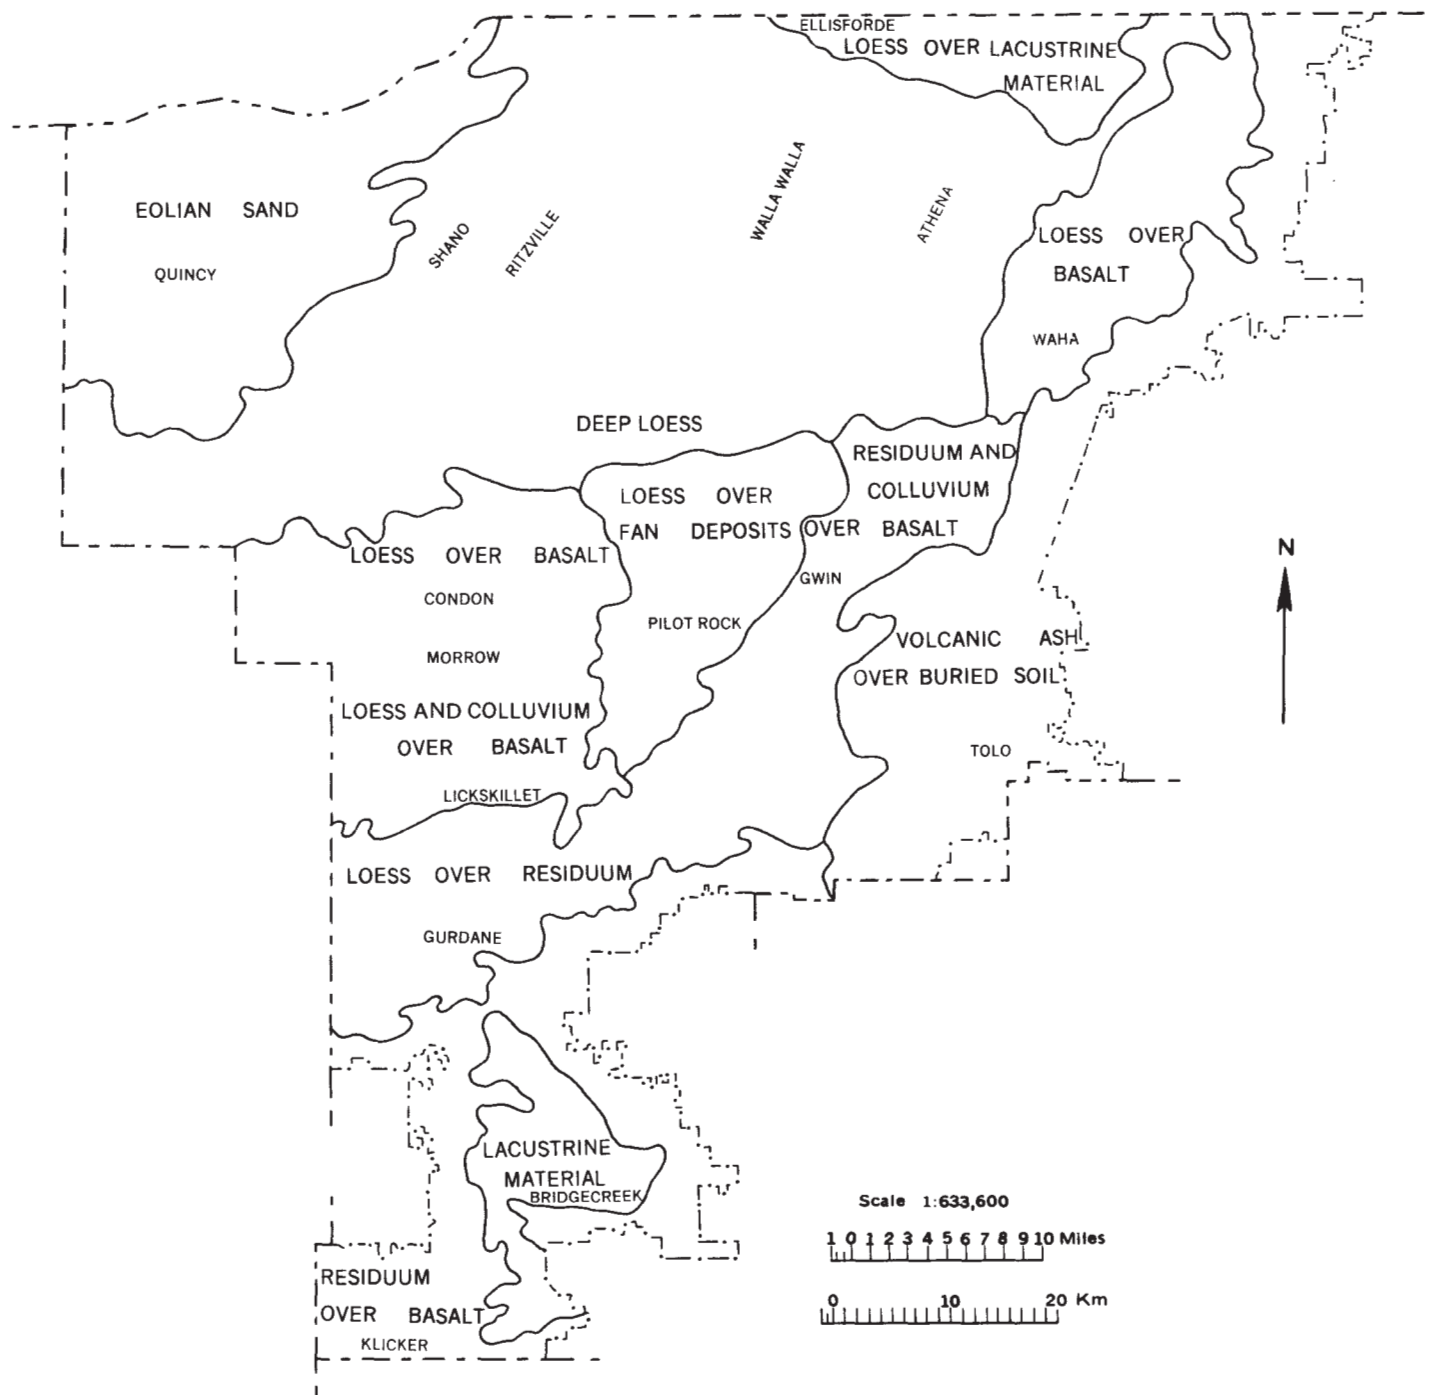 ELLISFORDE
LOESS OVER LACUSTRINE
MATERIAL
EOLIAN SAND
QUINCY
SHANO
RITZVILLE
WALLA WALLA
ATHENA
LOESS OVER
BASALT
WAHA
DEEP LOESS
RESIDUUM AND
COLLUVIUM
OVER BASALT
GWIN
LOESS OVER
FAN DEPOSITS
PILOT ROCK
LOESS OVER BASALT
CONDON
MORROW
LOESS AND COLLUVIUM
OVER BASALT
LICKSKILLET
N
VOLCANIC ASH
OVER BURIED SOIL
TOLO
LOESS OVER RESIDUUM
GURDANE
LACUSTRINE
MATERIAL
BRIDGECREEK
RESIDUUM
OVER BASALT
KLICKER
Scale 1:633,600
1 0 1 2 3 4 5 6 7 8 9 10 Miles
0 10 20 Km